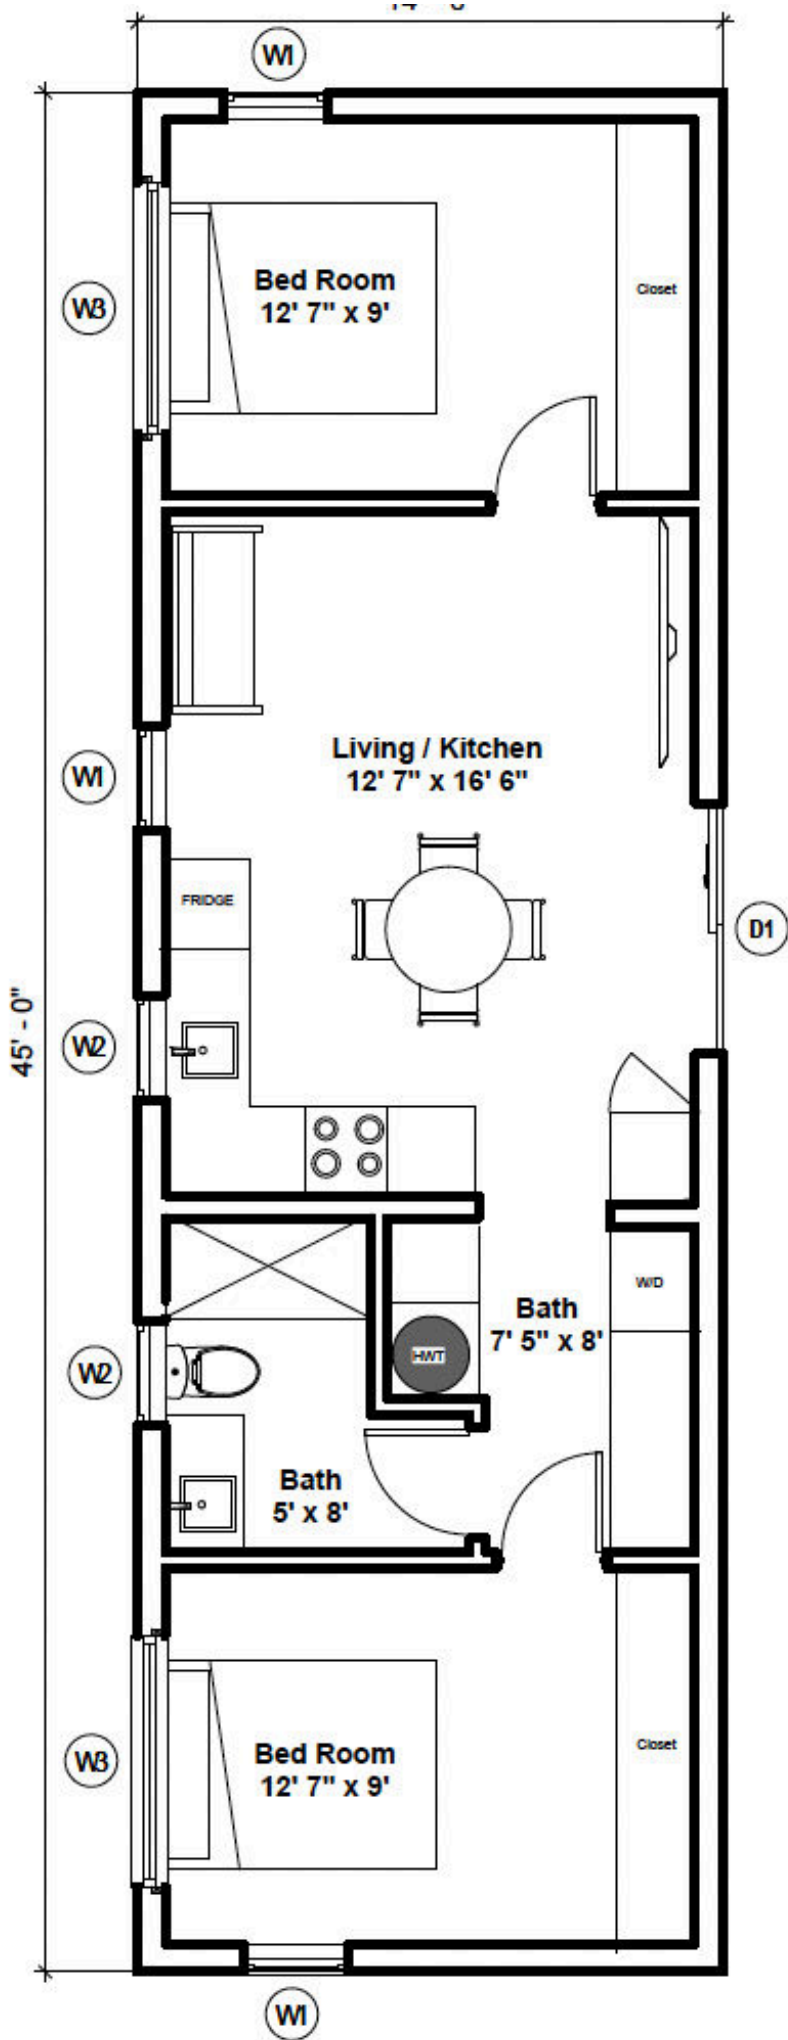 W1
Bed Room
12' 7" x 9'
Closet
W3
Living / Kitchen
12' 7" x 16' 6"
W1
FRIDGE
D1
45' - 0"
W2
W/D
Bath
7' 5" x 8'
HWT
W2
Bath
5' x 8'
Bed Room
12' 7" x 9'
Closet
W3
W1